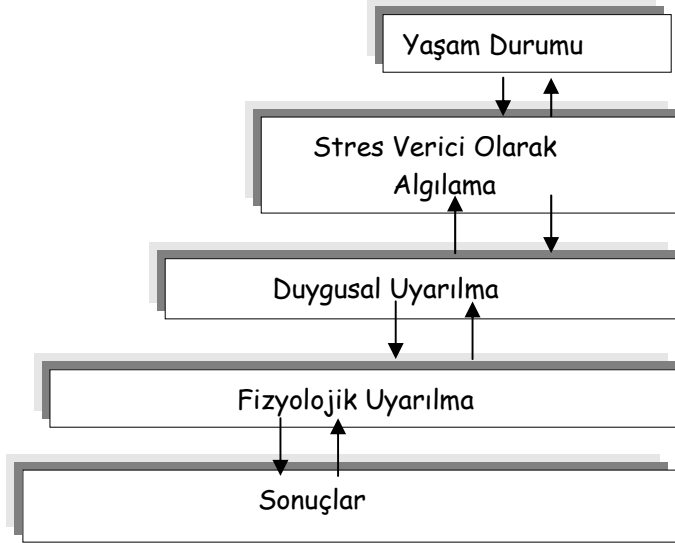 Yaşam Durumu
Stres Verici Olarak
Algılama
Duygusal Uyarılma
Fizyolojik Uyarılma
Sonuçlar